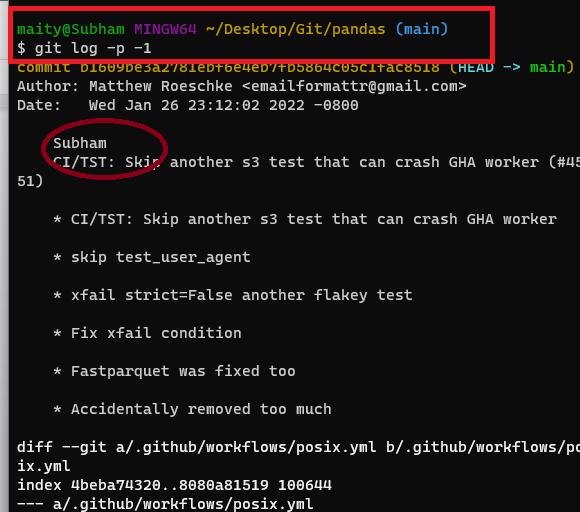 maity@Subham MINGW64 ~/Desktop/Git/pandas (main)
$ git log -p -1
commit b1609be3a2781ebf6e4eb7fb5864c05c1fac8518 (HEAD -> main)
Author: Matthew Roeschke <emailformattr@gmail.com>
Date:   Wed Jan 26 23:12:02 2022 -0800
Subham
CI/TST: Skip another s3 test that can crash GHA worker (#45
51)
* CI/TST: Skip another s3 test that can crash GHA worker
* skip test_user_agent
* xfail strict=False another flakey test
* Fix xfail condition
* Fastparquet was fixed too
* Accidentally removed too much
diff --git a/.github/workflows/posix.yml b/.github/workflows/po
ix.yml
index 4beba74320..8080a81519 100644
--- a/.github/workflows/posix.yml